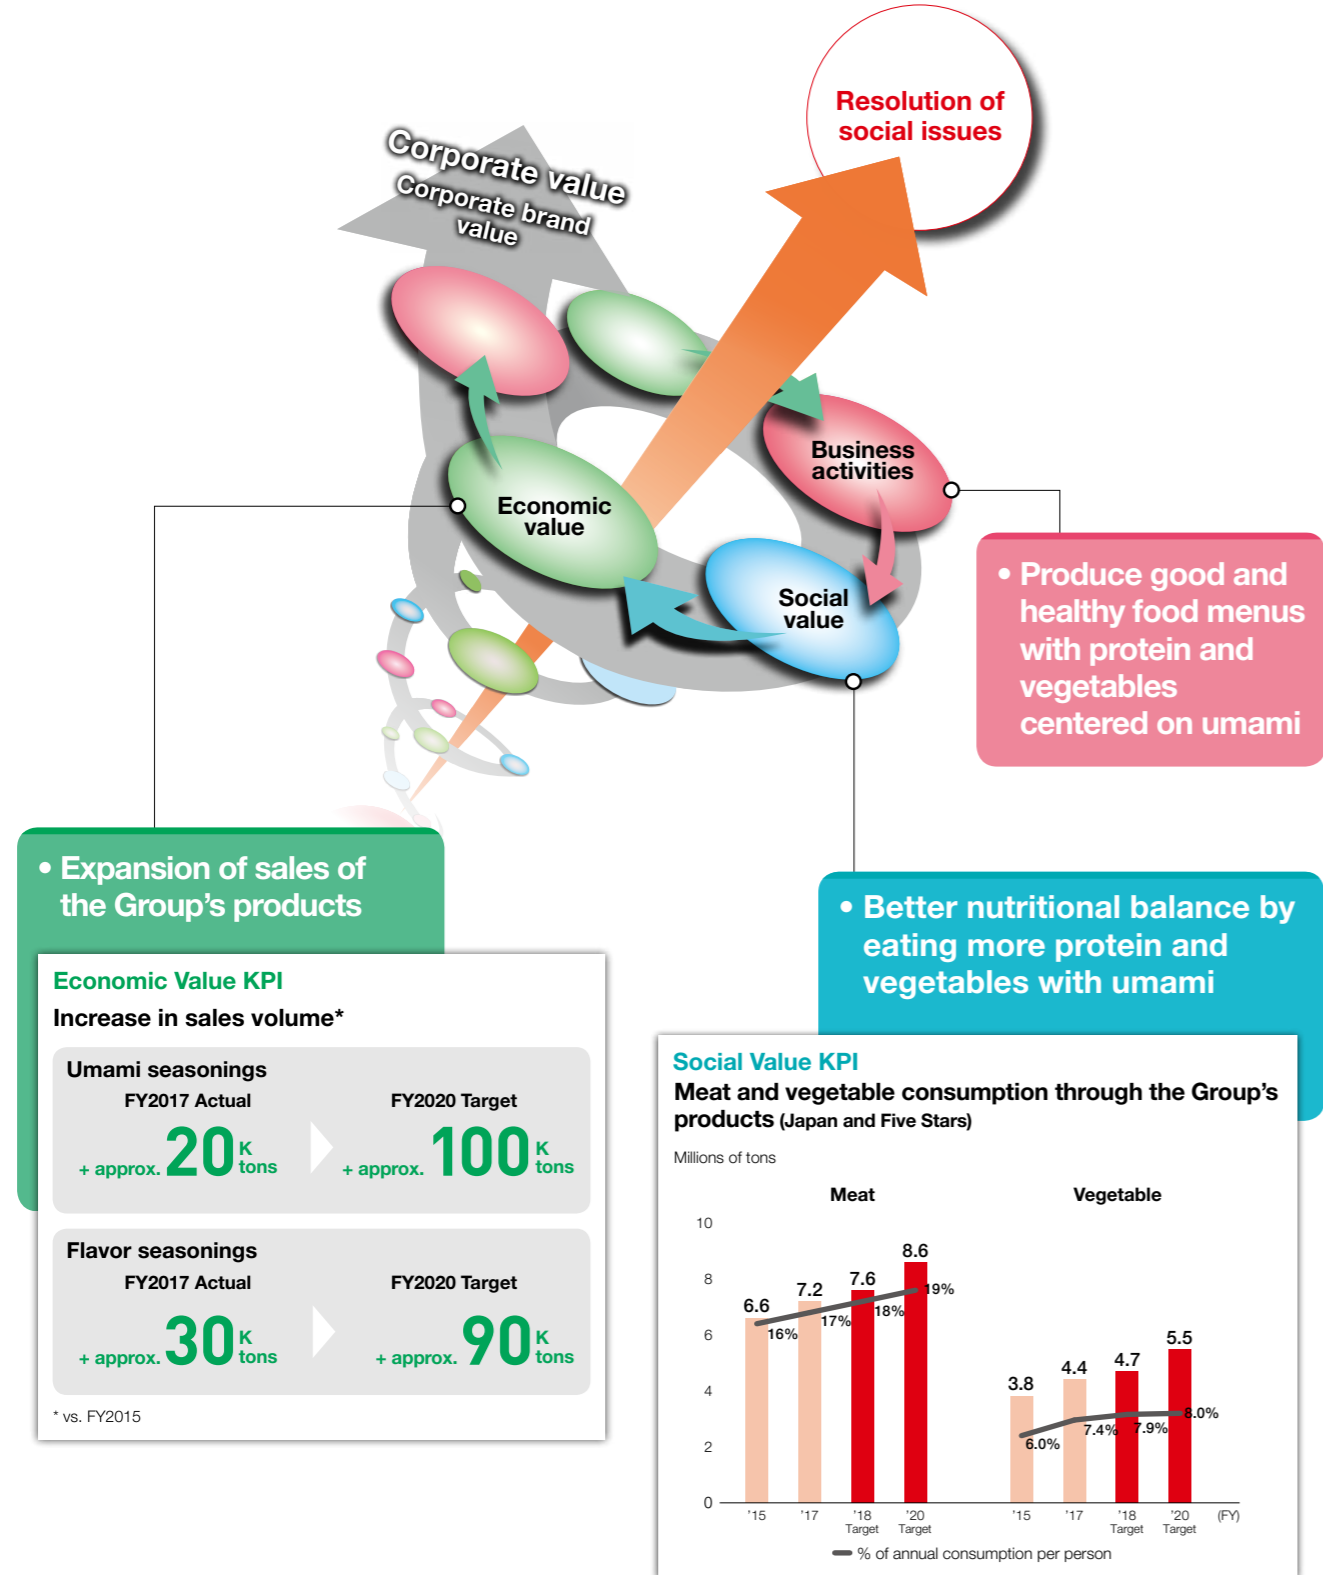 Resolution of
social issues
Corporate value
Corporate brand
value
Business
activities
Economic
value
Social
value
• Produce good and
healthy food menus
with protein and
vegetables
centered on umami
• Expansion of sales of
the Group’s products
• Better nutritional balance by
eating more protein and
vegetables with umami
Economic Value KPI
Increase in sales volume*
Umami seasonings
FY2017 Actual FY2020 Target
+ approx. 20 K tons + approx. 100 K tons
Flavor seasonings
FY2017 Actual FY2020 Target
+ approx. 30 K tons + approx. 90 K tons
* vs. FY2015
Social Value KPI
Meat and vegetable consumption through the Group’s
products (Japan and Five Stars)
Millions of tons
Meat Vegetable
10
8
6
4
2
0
6.6 7.2 7.6 8.6
16% 17% 18% 19%
3.8 4.4 4.7 5.5
6.0% 7.4% 7.9% 8.0%
’15 ’17 ’18 ’20 ’15 ’17 ’18 ’20 (FY)
Target Target Target Target
% of annual consumption per person